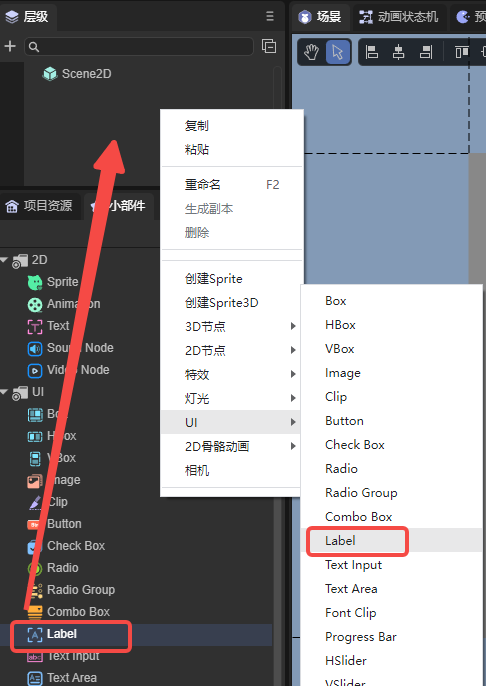 层级
场景
动画状态机
预
Scene2D
复制
粘贴
重命名 F2
生成副本
删除
创建Sprite
创建Sprite3D
3D节点
2D节点
特效
灯光
UI
2D骨骼动画
相机
Box
HBox
VBox
Image
Clip
Button
Check Box
Radio
Radio Group
Combo Box
Label
Text Input
Text Area
Font Clip
Progress Bar
HSlider
VSlider
项目资源
小部件
2D
Sprite
Animation
Text
Sound Node
Video Node
UI
Box
HBox
VBox
Image
Clip
Button
Check Box
Radio
Radio Group
Combo Box
Label
Text Input
Text Area